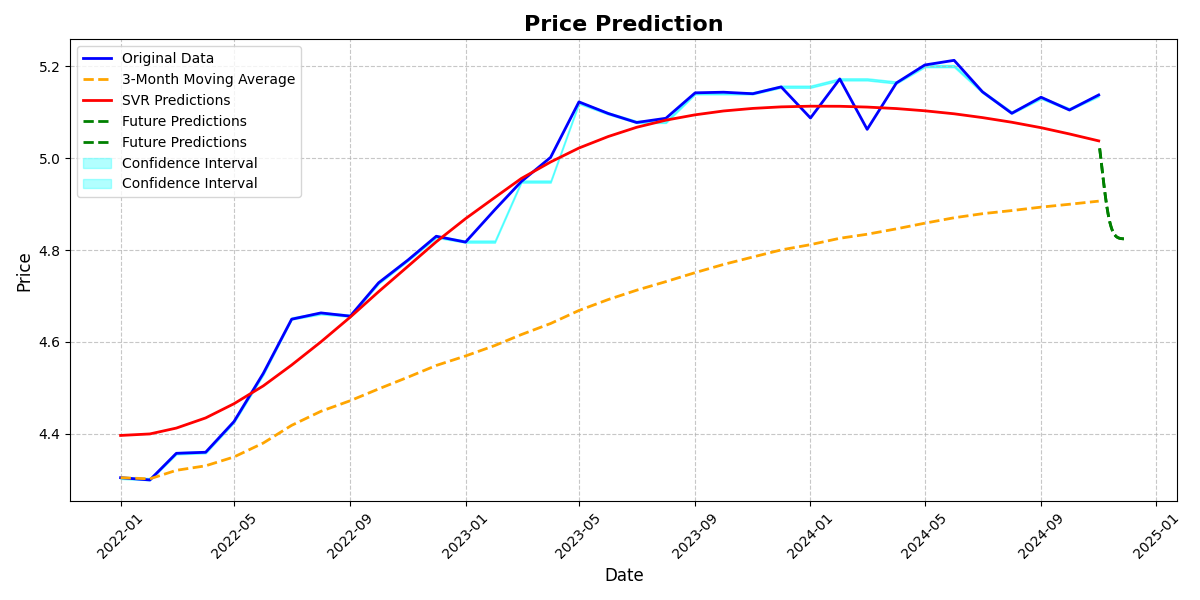 Price Prediction
Original Data
3-Month Moving Average
SVR Predictions
Future Predictions
Future Predictions
Confidence Interval
Confidence Interval
5.2
5.0
4.8
4.6
4.4
Price
2022-01
2022-05
2022-09
2023-01
2023-05
2023-09
2024-01
2024-05
2024-09
2025-01
Date